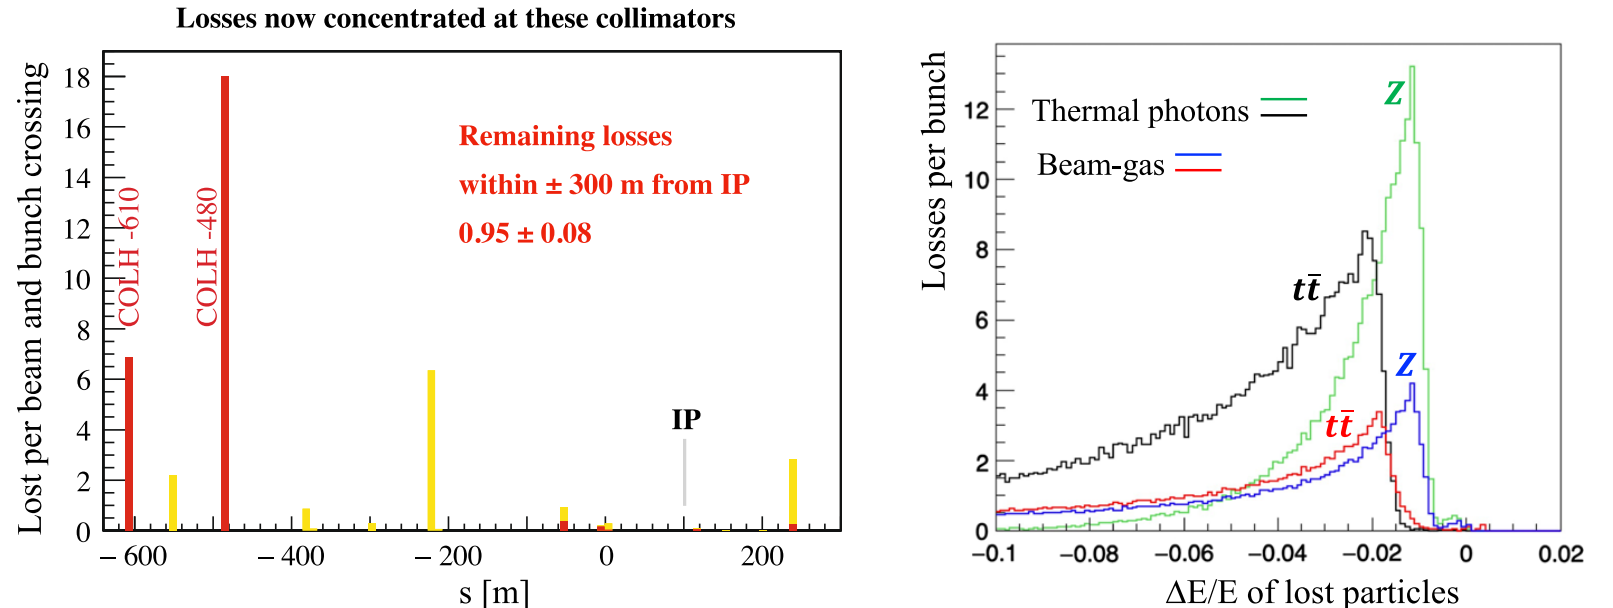 Losses now concentrated at these collimators
Lost per beam and bunch crossing
18
16
14
12
10
8
6
4
2
0
COLH -610
COLH -480
Remaining losses
within ± 300 m from IP
0.95 ± 0.08
IP
−600
−400
−200
0
200
s [m]
Losses per bunch
12
10
8
6
4
2
0
Thermal photons
Beam-gas
Z
tt̄
Z
tt̄
−0.1
−0.08
−0.06
−0.04
−0.02
0
0.02
ΔE/E of lost particles